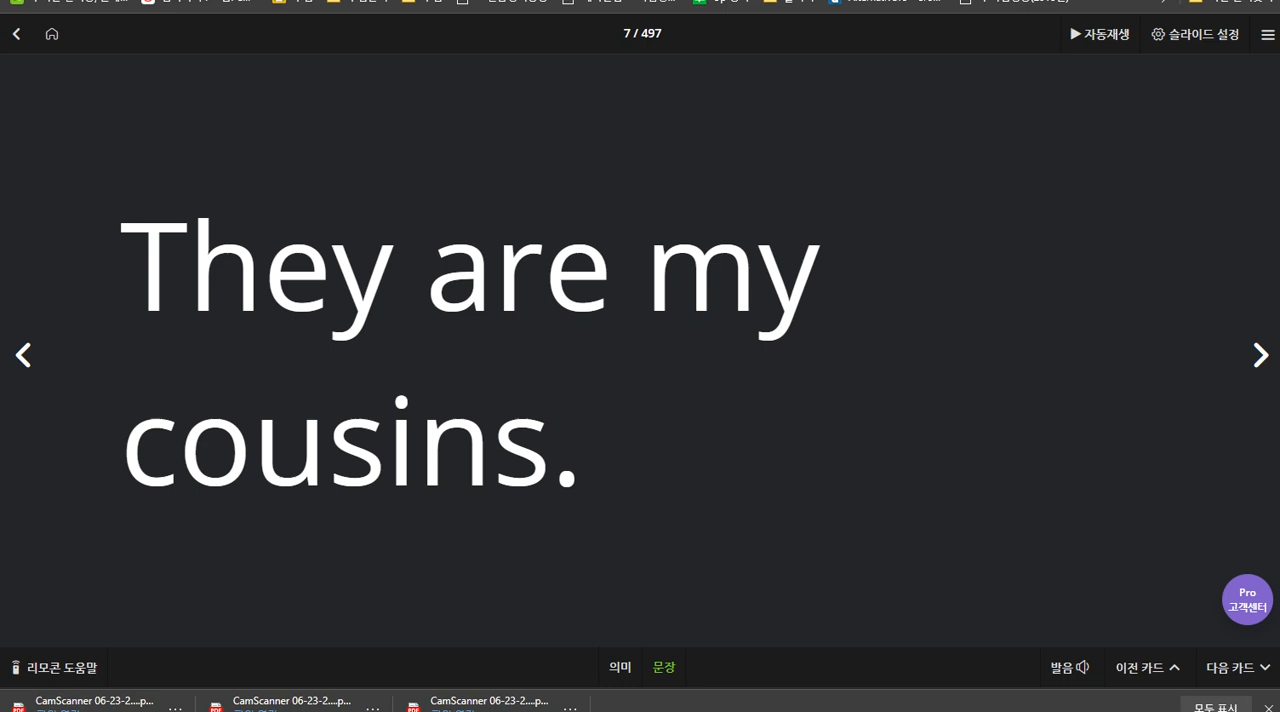 7 / 497
자동재생
슬라이드 설정
They are my
cousins.
Pro
고객센터
리모콘 도움말
의미
문장
발음
이전 카드
다음 카드
CamScanner 06-23-2....p...
CamScanner 06-23-2....p...
CamScanner 06-23-2....p...
모두 표시